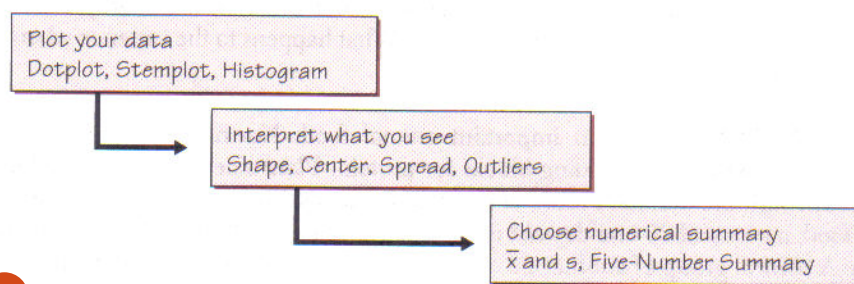 Plot your data
Dotplot, Stemplot, Histogram
Interpret what you see
Shape, Center, Spread, Outliers
Choose numerical summary
x̅ and s, Five-Number Summary